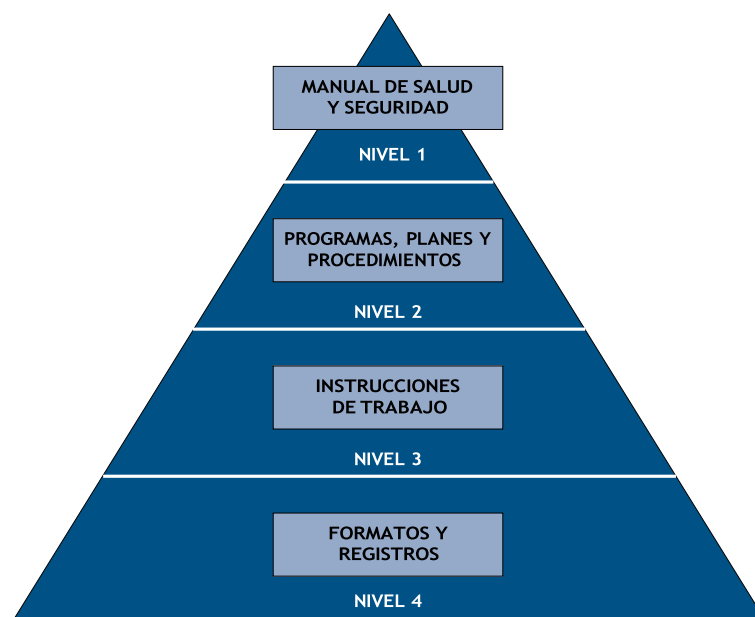 MANUAL DE SALUD
Y SEGURIDAD
NIVEL 1
PROGRAMAS, PLANES Y
PROCEDIMIENTOS
NIVEL 2
INSTRUCCIONES
DE TRABAJO
NIVEL 3
FORMATOS Y
REGISTROS
NIVEL 4